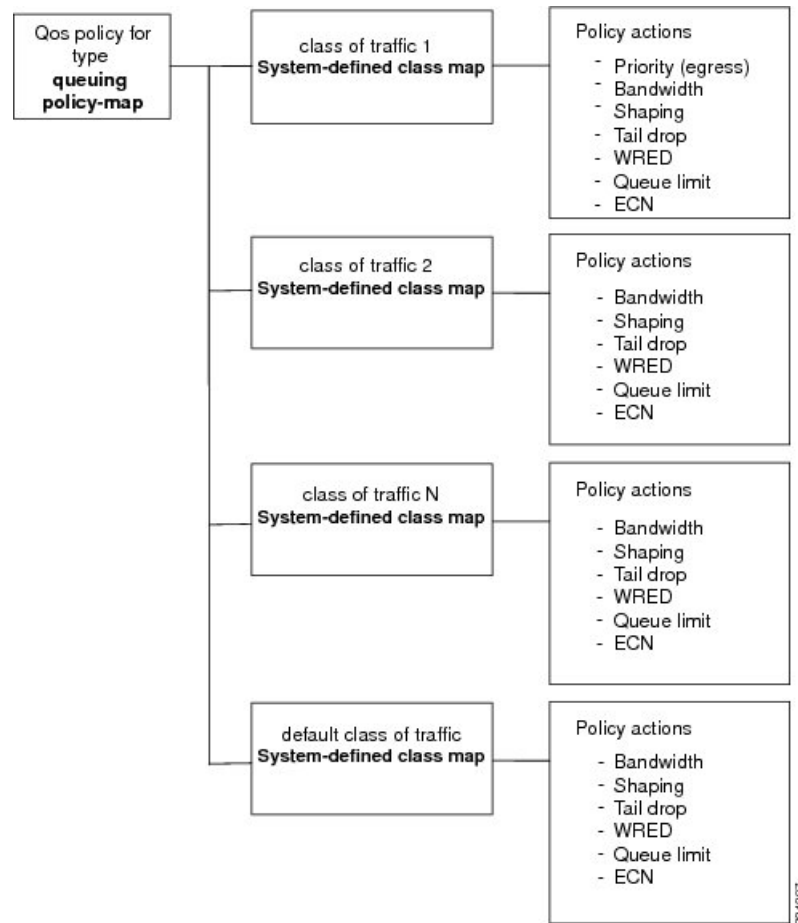 Qos policy for
type
queuing
policy-map
class of traffic 1
System-defined class map
Policy actions
- Priority (egress)
- Bandwidth
- Shaping
- Tail drop
- WRED
- Queue limit
- ECN
class of traffic 2
System-defined class map
Policy actions
- Bandwidth
- Shaping
- Tail drop
- WRED
- Queue limit
- ECN
class of traffic N
System-defined class map
Policy actions
- Bandwidth
- Shaping
- Tail drop
- WRED
- Queue limit
- ECN
default class of traffic
System-defined class map
Policy actions
- Bandwidth
- Shaping
- Tail drop
- WRED
- Queue limit
- ECN